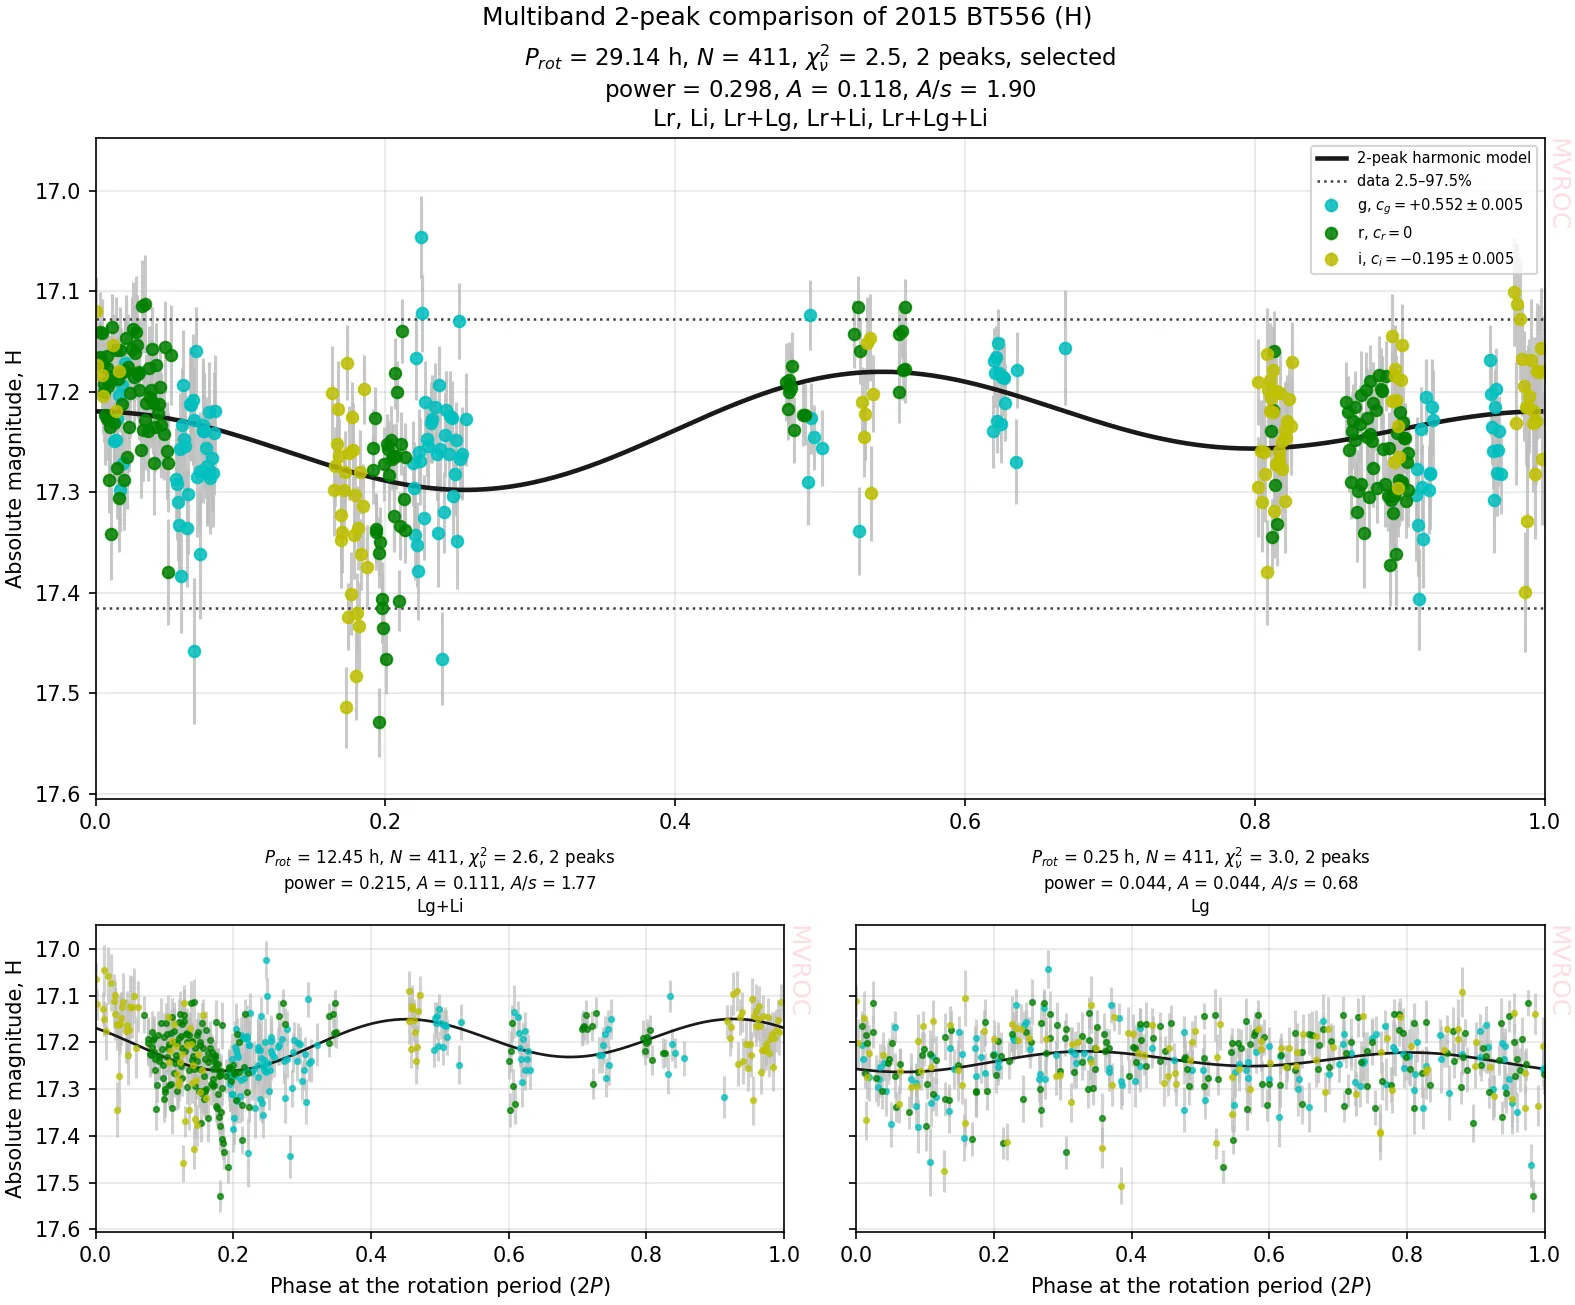 Multiband 2-peak comparison of 2015 BT556 (H)
P_rot = 29.14 h, N = 411, χ²_ν = 2.5, 2 peaks, selected
power = 0.298, A = 0.118, A/s = 1.90
Lr, Li, Lr+Lg, Lr+Li, Lr+Lg+Li
2-peak harmonic model
data 2.5–97.5%
g, c_g = +0.552 ± 0.005
r, c_r = 0
i, c_i = −0.195 ± 0.005
MVROC
Absolute magnitude, H
17.0
17.1
17.2
17.3
17.4
17.5
17.6
0.0 0.2 0.4 0.6 0.8 1.0
P_rot = 12.45 h, N = 411, χ²_ν = 2.6, 2 peaks
power = 0.215, A = 0.111, A/s = 1.77
Lg+Li
MVROC
Absolute magnitude, H
17.0
17.1
17.2
17.3
17.4
17.5
17.6
0.0 0.2 0.4 0.6 0.8 1.0
Phase at the rotation period (2P)
P_rot = 0.25 h, N = 411, χ²_ν = 3.0, 2 peaks
power = 0.044, A = 0.044, A/s = 0.68
Lg
MVROC
0.0 0.2 0.4 0.6 0.8 1.0
Phase at the rotation period (2P)